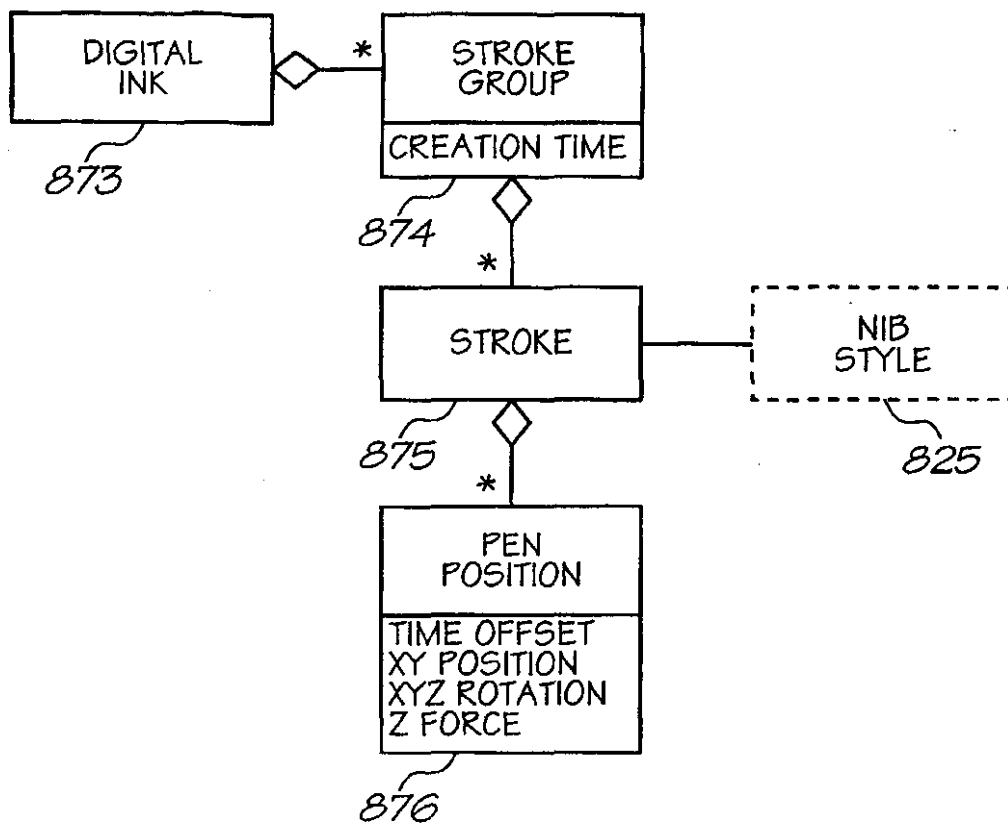 DIGITAL
INK
873
*
STROKE
GROUP
CREATION TIME
874
*
STROKE
875
NIB
STYLE
825
*
PEN
POSITION
TIME OFFSET
XY POSITION
XYZ ROTATION
Z FORCE
876